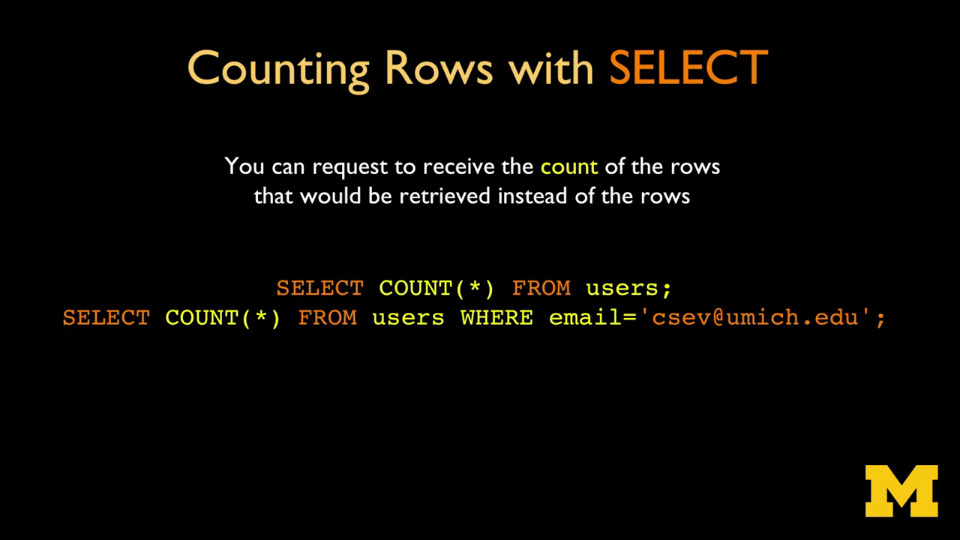 Counting Rows with SELECT
You can request to receive the count of the rows
that would be retrieved instead of the rows
SELECT COUNT(*) FROM users;
SELECT COUNT(*) FROM users WHERE email='csev@umich.edu';
M